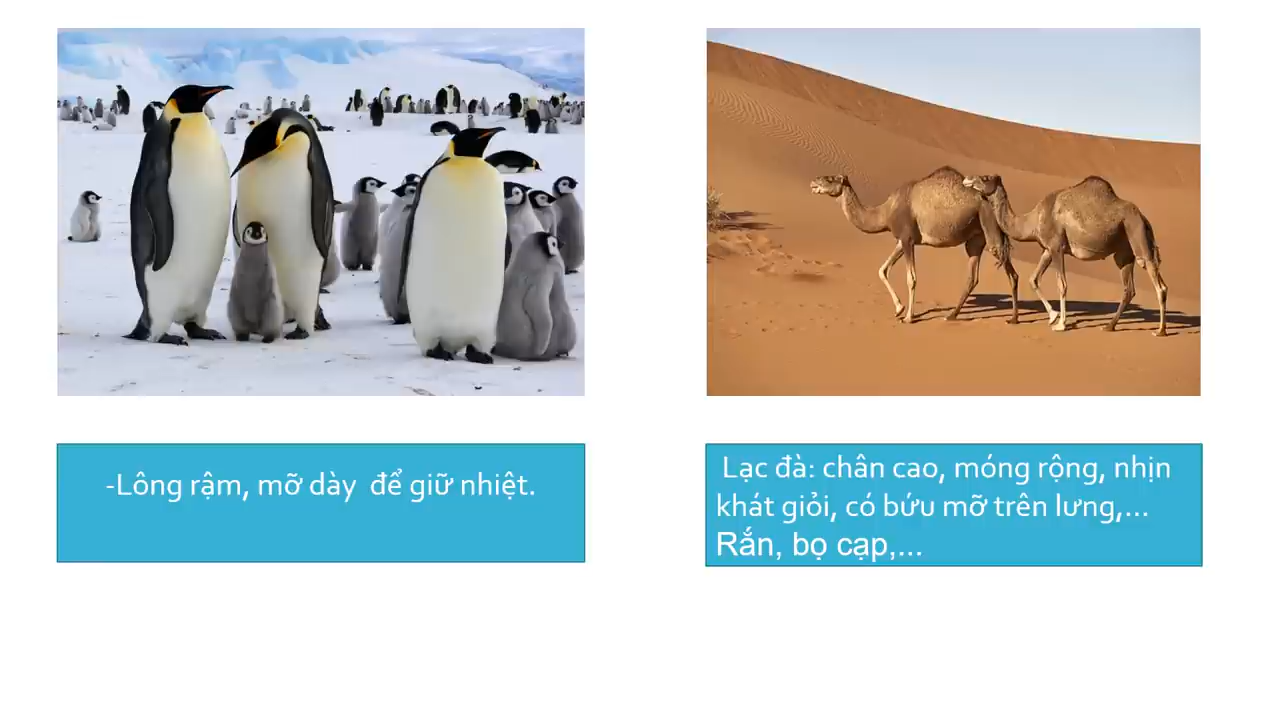 -Lông rậm, mỡ dày  để giữ nhiệt.
Lạc đà: chân cao, móng rộng, nhịn
khát giỏi, có bứu mỡ trên lưng,...
Rắn, bọ cạp,...